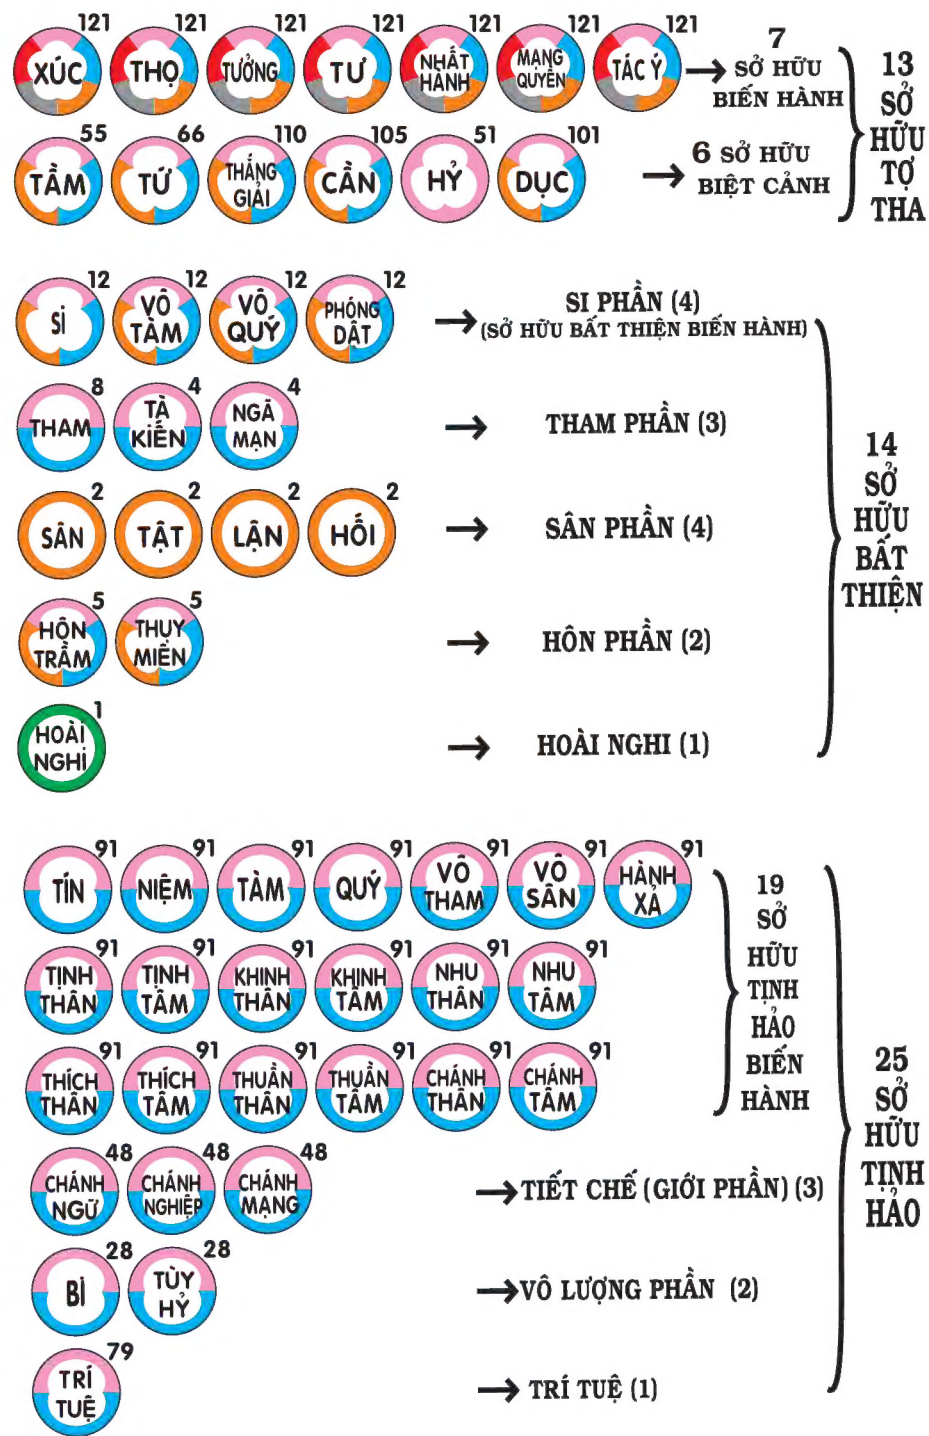 121 121 121 121 121 121 121
XÚC THỌ TƯỞNG TƯ NHẤT HÀNH MẠNG QUYỀN TÁC Ý → 7 SỞ HỮU BIẾN HÀNH
55 66 110 105 51 101
TẦM TỨ THẮNG GIẢI CẦN HỶ DỤC → 6 SỞ HỮU BIỆT CẢNH
13 SỞ HỮU TỢ THA
12 12 12 12
SI VÔ TÀM VÔ QUÝ PHÓNG DẬT → SI PHẦN (4)
(SỞ HỮU BẤT THIỆN BIẾN HÀNH)
8 4 4
THAM TÀ KIẾN NGÃ MẠN → THAM PHẦN (3)
2 2 2 2
SÂN TẬT LẬN HỐI → SÂN PHẦN (4)
5 5
HÔN TRẦM THỤY MIÊN → HÔN PHẦN (2)
1
HOÀI NGHI → HOÀI NGHI (1)
14 SỞ HỮU BẤT THIỆN
91 91 91 91 91 91 91
TÍN NIỆM TÀM QUÝ VÔ THAM VÔ SÂN HÀNH XẢ
91 91 91 91 91 91
TỊNH THÂN TỊNH TÂM KHINH THÂN KHINH TÂM NHU THÂN NHU TÂM
91 91 91 91 91 91
THÍCH THÂN THÍCH TÂM THUẦN THÂN THUẦN TÂM CHÁNH THÂN CHÁNH TÂM
19 SỞ HỮU TỊNH HẢO BIẾN HÀNH
48 48 48
CHÁNH NGỮ CHÁNH NGHIỆP CHÁNH MẠNG → TIẾT CHẾ (GIỚI PHẦN) (3)
28 28
BI TÙY HỶ → VÔ LƯỢNG PHẦN (2)
79
TRÍ TUỆ → TRÍ TUỆ (1)
25 SỞ HỮU TỊNH HẢO